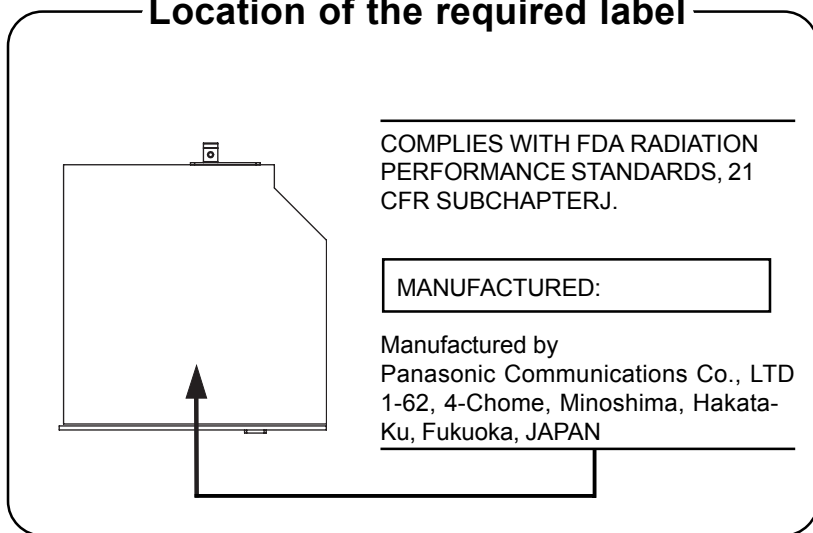 Location of the required label
COMPLIES WITH FDA RADIATION
PERFORMANCE STANDARDS, 21
CFR SUBCHAPTERJ.
MANUFACTURED:
Manufactured by
Panasonic Communications Co., LTD
1-62, 4-Chome, Minoshima, Hakata-
Ku, Fukuoka, JAPAN